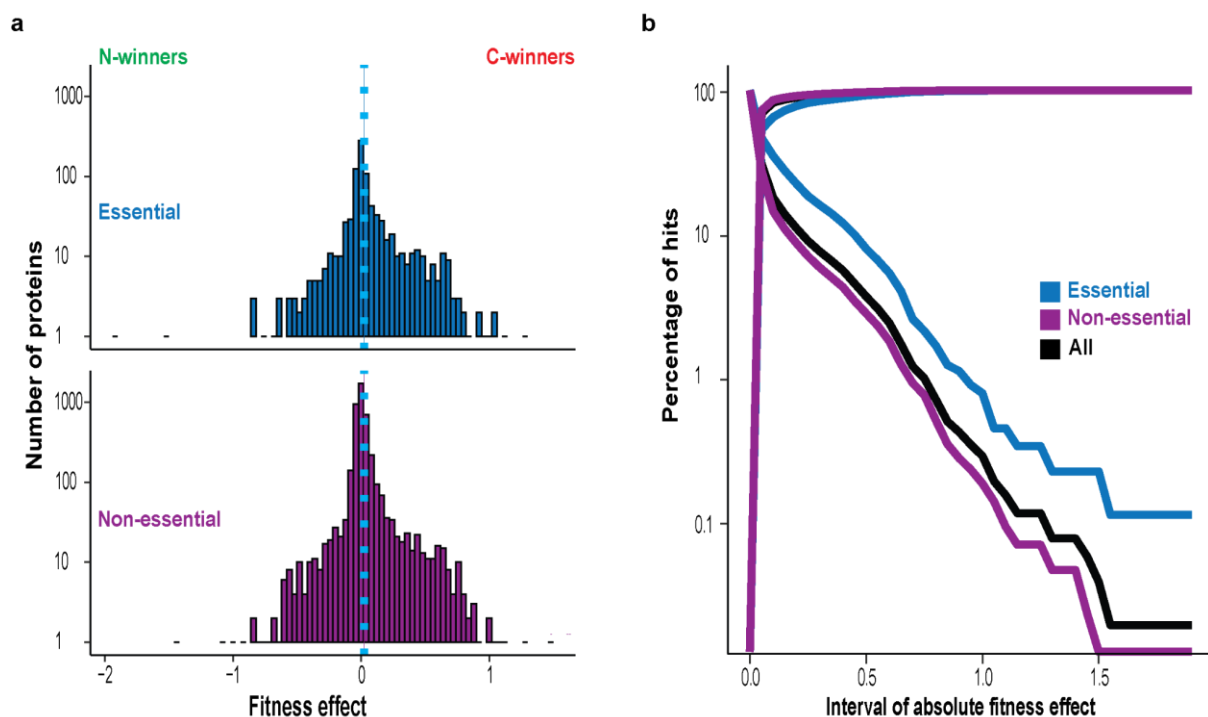 a
N-winners
C-winners
Number of proteins
1000
100
10
1
Essential
1000
100
10
1
Non-essential
−2
−1
0
1
Fitness effect
b
Percentage of hits
100
10
1
0.1
Essential
Non-essential
All
0.0
0.5
1.0
1.5
Interval of absolute fitness effect